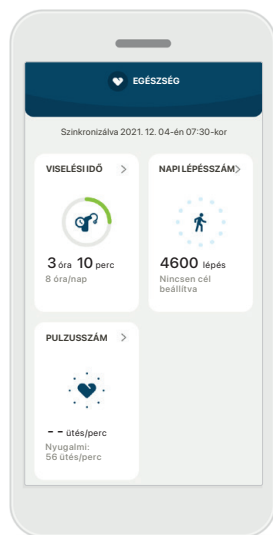 EGÉSZSÉG
Szinkronizálva 2021. 12. 04-én 07:30-kor
VISELÉSI IDŐ
3 óra 10 perc
8 óra/nap
NAPI LÉPÉSSZÁM
4600 lépés
Nincsen cél
beállítva
PULZUSSZÁM
-- ütés/perc
Nyugalmi:
56 ütés/perc